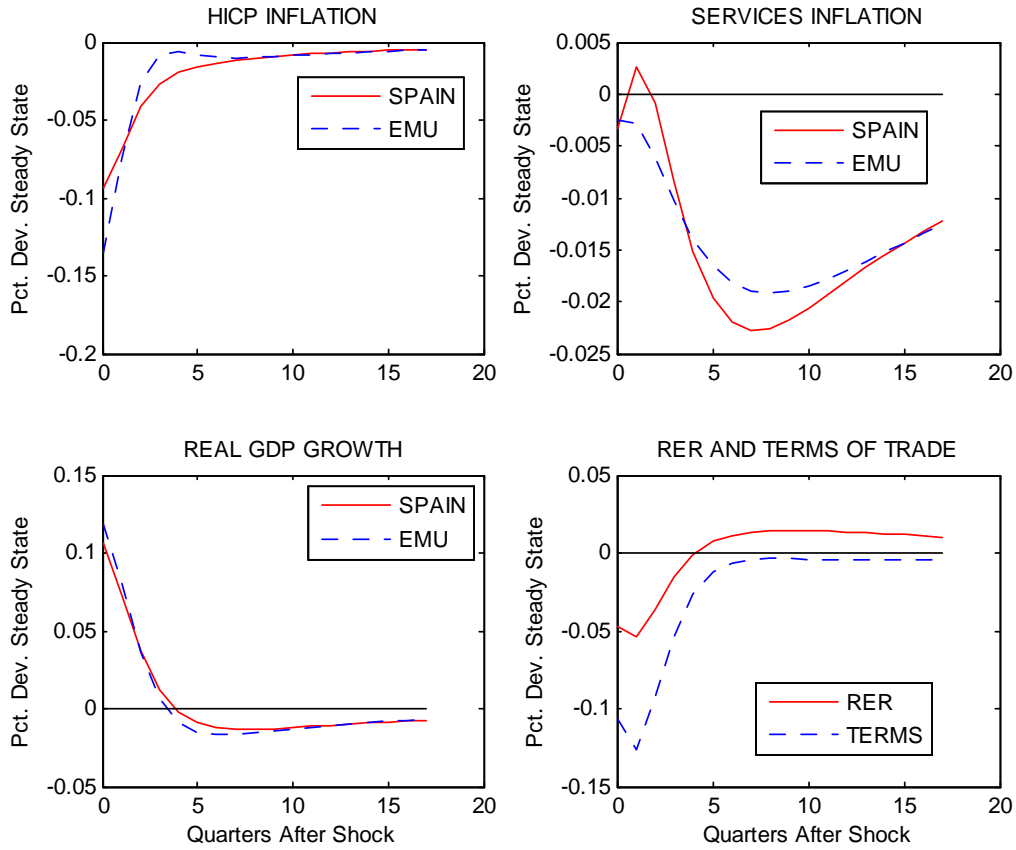 HICP INFLATION
Pct. Dev. Steady State
0
-0.05
-0.1
-0.15
-0.2
0 5 10 15 20
SPAIN
EMU
SERVICES INFLATION
Pct. Dev. Steady State
0.005
0
-0.005
-0.01
-0.015
-0.02
-0.025
0 5 10 15 20
SPAIN
EMU
REAL GDP GROWTH
Pct. Dev. Steady State
0.15
0.1
0.05
0
-0.05
0 5 10 15 20
Quarters After Shock
SPAIN
EMU
RER AND TERMS OF TRADE
Pct. Dev. Steady State
0.05
0
-0.05
-0.1
-0.15
0 5 10 15 20
Quarters After Shock
RER
TERMS